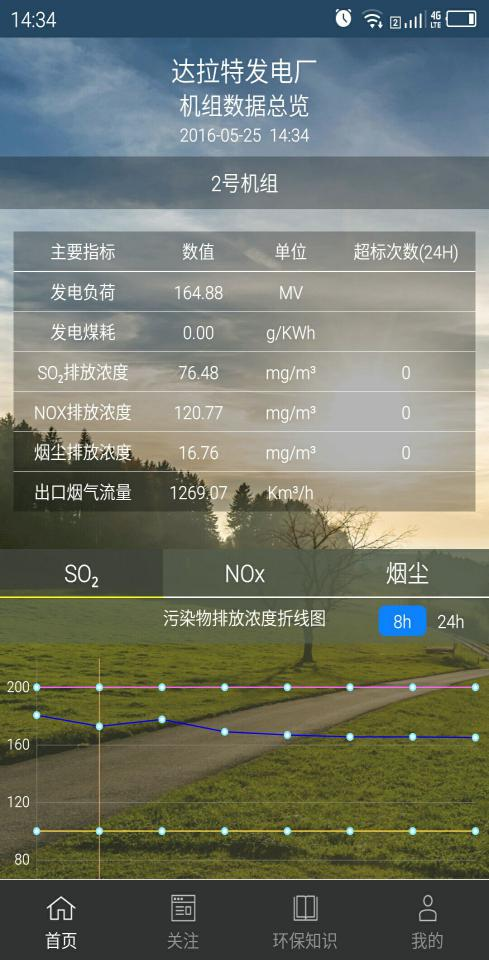 14:34
2
4G
LTE
达拉特发电厂
机组数据总览
2016-05-25 14:34
2号机组
主要指标 数值 单位 超标次数(24H)
发电负荷 164.88 MV
发电煤耗 0.00 g/KWh
SO₂排放浓度 76.48 mg/m³ 0
NOX排放浓度 120.77 mg/m³ 0
烟尘排放浓度 16.76 mg/m³ 0
出口烟气流量 1269.07 Km³/h
SO₂ NOx 烟尘
污染物排放浓度折线图 8h 24h
200
160
120
80
首页 关注 环保知识 我的